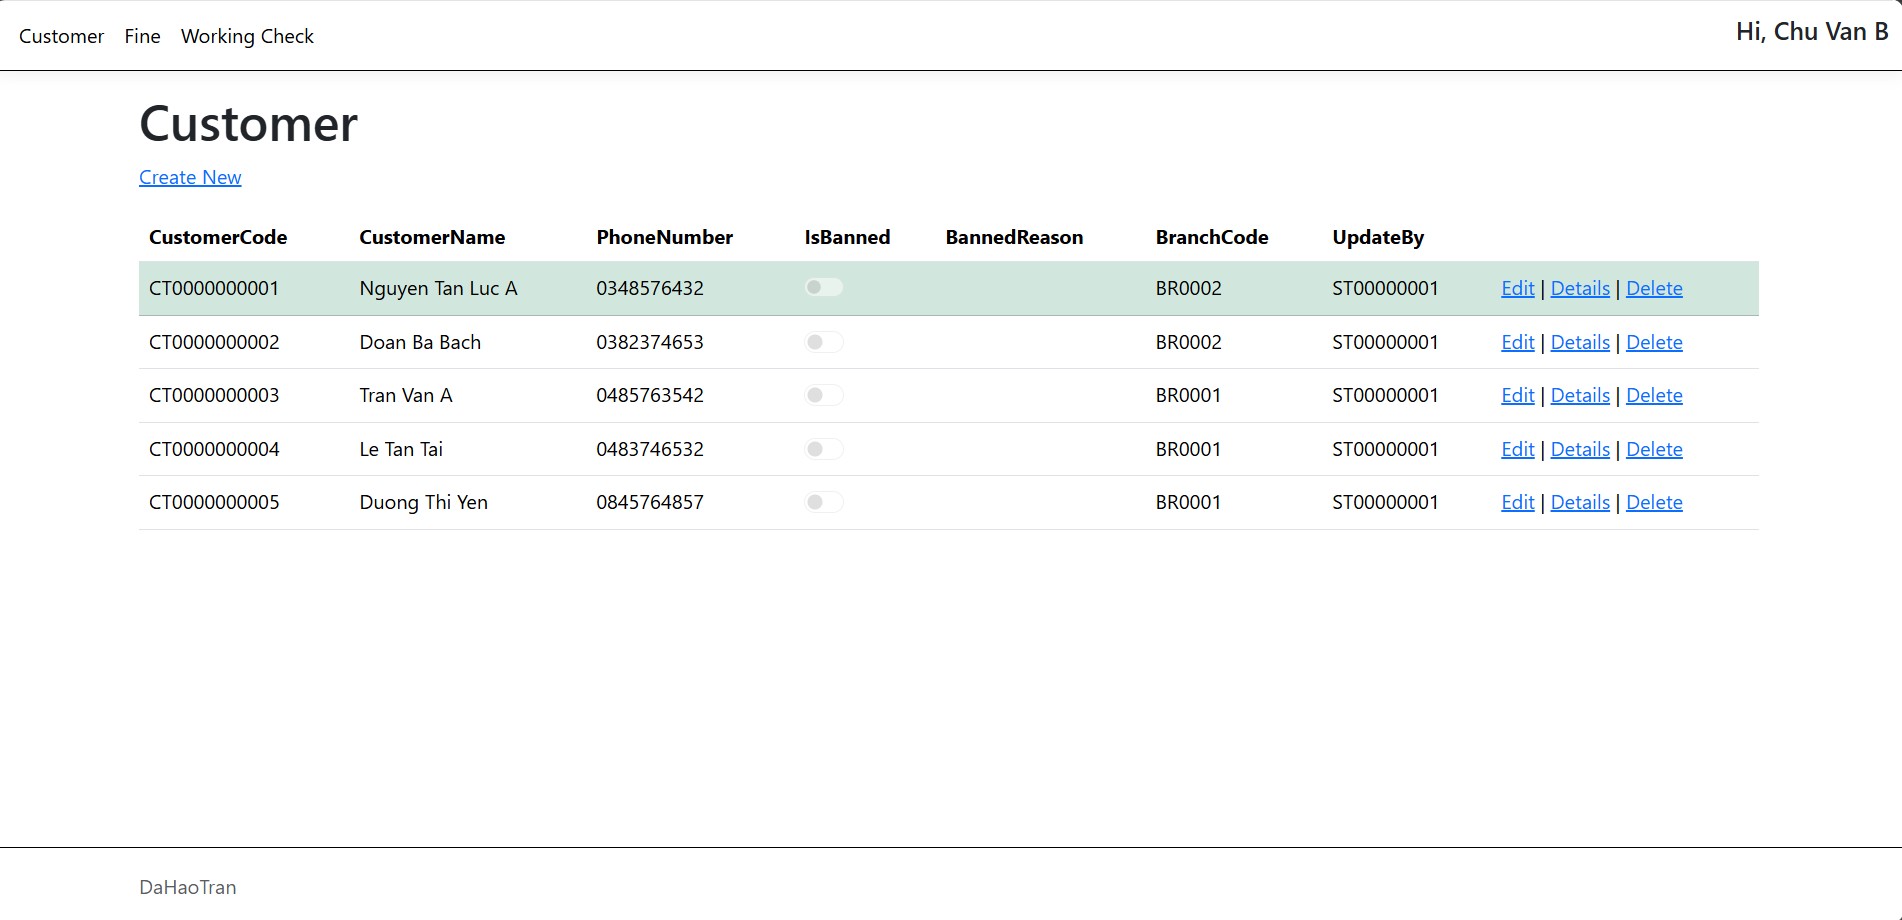 Customer Fine Working Check Hi, Chu Van B
Customer
Create New
CustomerCode CustomerName PhoneNumber IsBanned BannedReason BranchCode UpdateBy
CT0000000001 Nguyen Tan Luc A 0348576432 BR0002 ST00000001 Edit | Details | Delete
CT0000000002 Doan Ba Bach 0382374653 BR0002 ST00000001 Edit | Details | Delete
CT0000000003 Tran Van A 0485763542 BR0001 ST00000001 Edit | Details | Delete
CT0000000004 Le Tan Tai 0483746532 BR0001 ST00000001 Edit | Details | Delete
CT0000000005 Duong Thi Yen 0845764857 BR0001 ST00000001 Edit | Details | Delete
DaHaoTran